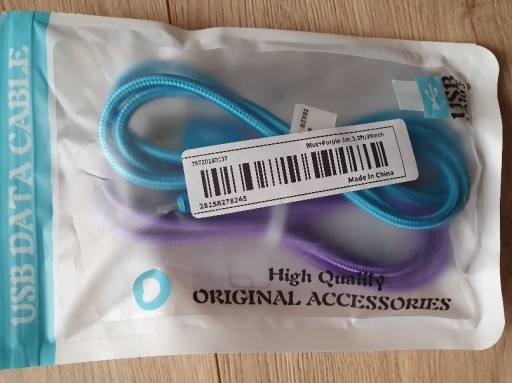 USB DATA CABLE
USB
Blue+Purple-1m/3.3ft/39inch
28158278245
Made In China
High Quality
ORIGINAL ACCESSORIES